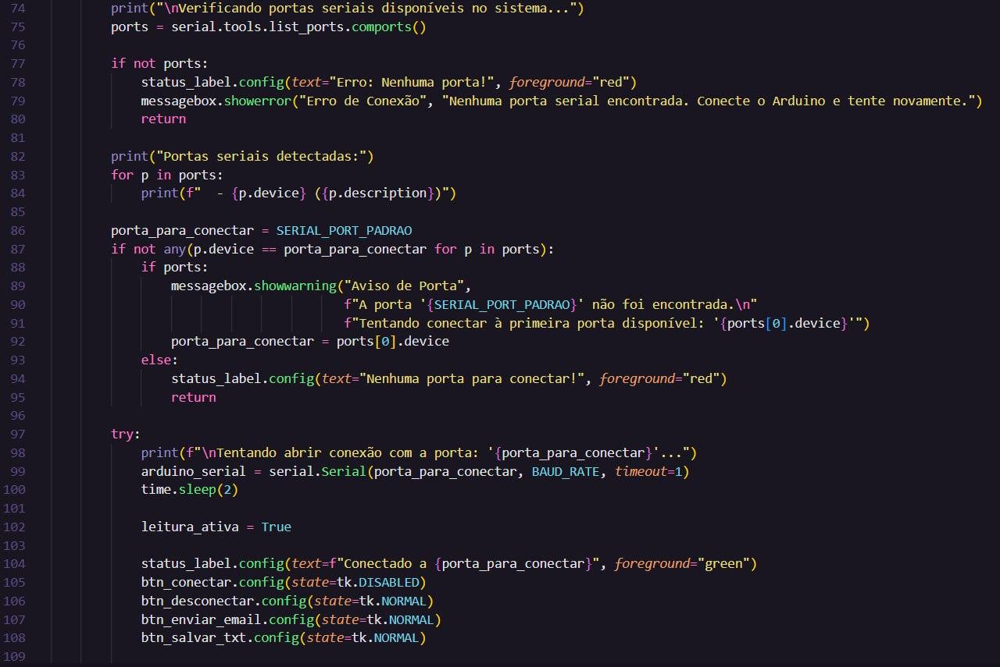 74 print("\nVerificando portas seriais disponíveis no sistema...")
75 ports = serial.tools.list_ports.comports()
76
77 if not ports:
78 status_label.config(text="Erro: Nenhuma porta!", foreground="red")
79 messagebox.showerror("Erro de Conexão", "Nenhuma porta serial encontrada. Conecte o Arduino e tente novamente.")
80 return
81
82 print("Portas seriais detectadas:")
83 for p in ports:
84 print(f"  - {p.device} ({p.description})")
85
86 porta_para_conectar = SERIAL_PORT_PADRAO
87 if not any(p.device == porta_para_conectar for p in ports):
88 if ports:
89 messagebox.showwarning("Aviso de Porta",
90 f"A porta '{SERIAL_PORT_PADRAO}' não foi encontrada.\n"
91 f"Tentando conectar à primeira porta disponível: '{ports[0].device}'")
92 porta_para_conectar = ports[0].device
93 else:
94 status_label.config(text="Nenhuma porta para conectar!", foreground="red")
95 return
96
97 try:
98 print(f"\nTentando abrir conexão com a porta: '{porta_para_conectar}'...")
99 arduino_serial = serial.Serial(porta_para_conectar, BAUD_RATE, timeout=1)
100 time.sleep(2)
101
102 leitura_ativa = True
103
104 status_label.config(text=f"Conectado a {porta_para_conectar}", foreground="green")
105 btn_conectar.config(state=tk.DISABLED)
106 btn_desconectar.config(state=tk.NORMAL)
107 btn_enviar_email.config(state=tk.NORMAL)
108 btn_salvar_txt.config(state=tk.NORMAL)
109